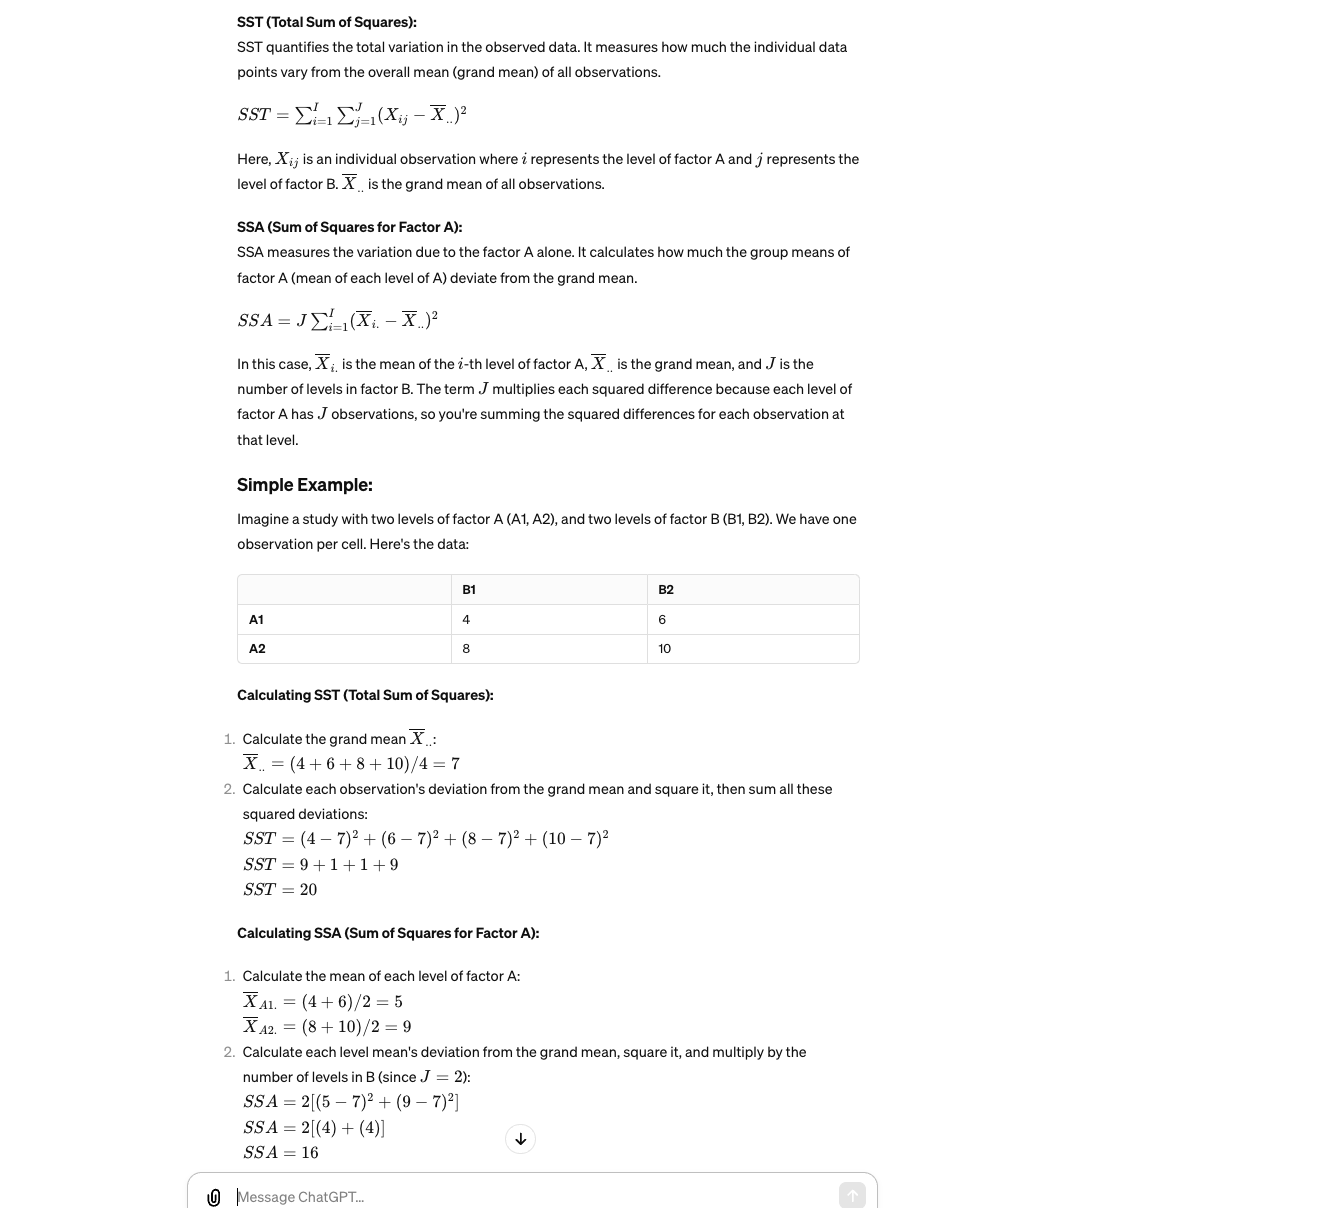 SST (Total Sum of Squares):
SST quantifies the total variation in the observed data. It measures how much the individual data
points vary from the overall mean (grand mean) of all observations.
SST = ∑_{i=1}^{I} ∑_{j=1}^{J} (X_{ij} − X̅_{..})²
Here, X_{ij} is an individual observation where i represents the level of factor A and j represents the
level of factor B. X̅_{..} is the grand mean of all observations.
SSA (Sum of Squares for Factor A):
SSA measures the variation due to the factor A alone. It calculates how much the group means of
factor A (mean of each level of A) deviate from the grand mean.
SSA = J ∑_{i=1}^{I} (X̅_{i.} − X̅_{..})²
In this case, X̅_{i.} is the mean of the i-th level of factor A, X̅_{..} is the grand mean, and J is the
number of levels in factor B. The term J multiplies each squared difference because each level of
factor A has J observations, so you're summing the squared differences for each observation at
that level.
Simple Example:
Imagine a study with two levels of factor A (A1, A2), and two levels of factor B (B1, B2). We have one
observation per cell. Here's the data:
B1 B2
A1 4 6
A2 8 10
Calculating SST (Total Sum of Squares):
1. Calculate the grand mean X̅_{..}:
X̅_{..} = (4 + 6 + 8 + 10)/4 = 7
2. Calculate each observation's deviation from the grand mean and square it, then sum all these
squared deviations:
SST = (4 − 7)² + (6 − 7)² + (8 − 7)² + (10 − 7)²
SST = 9 + 1 + 1 + 9
SST = 20
Calculating SSA (Sum of Squares for Factor A):
1. Calculate the mean of each level of factor A:
X̅_{A1.} = (4 + 6)/2 = 5
X̅_{A2.} = (8 + 10)/2 = 9
2. Calculate each level mean's deviation from the grand mean, square it, and multiply by the
number of levels in B (since J = 2):
SSA = 2[(5 − 7)² + (9 − 7)²]
SSA = 2[(4) + (4)]
SSA = 16
Message ChatGPT...